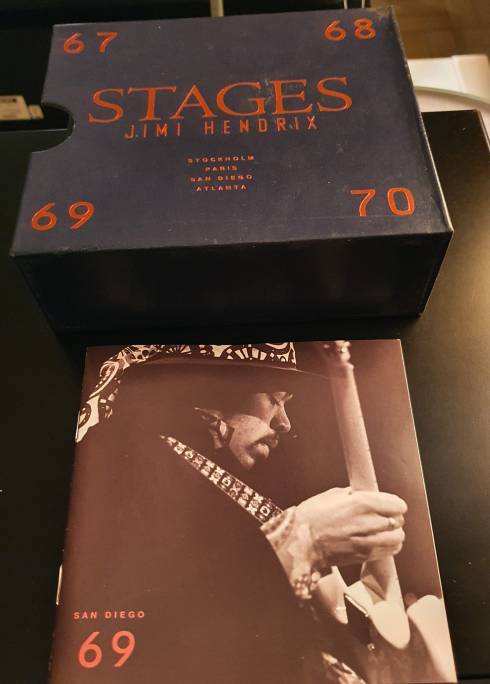 67 68
STAGES
JIMI HENDRIX
STOCKHOLM
PARIS
SAN DIEGO
ATLANTA
69 70
SAN DIEGO
69